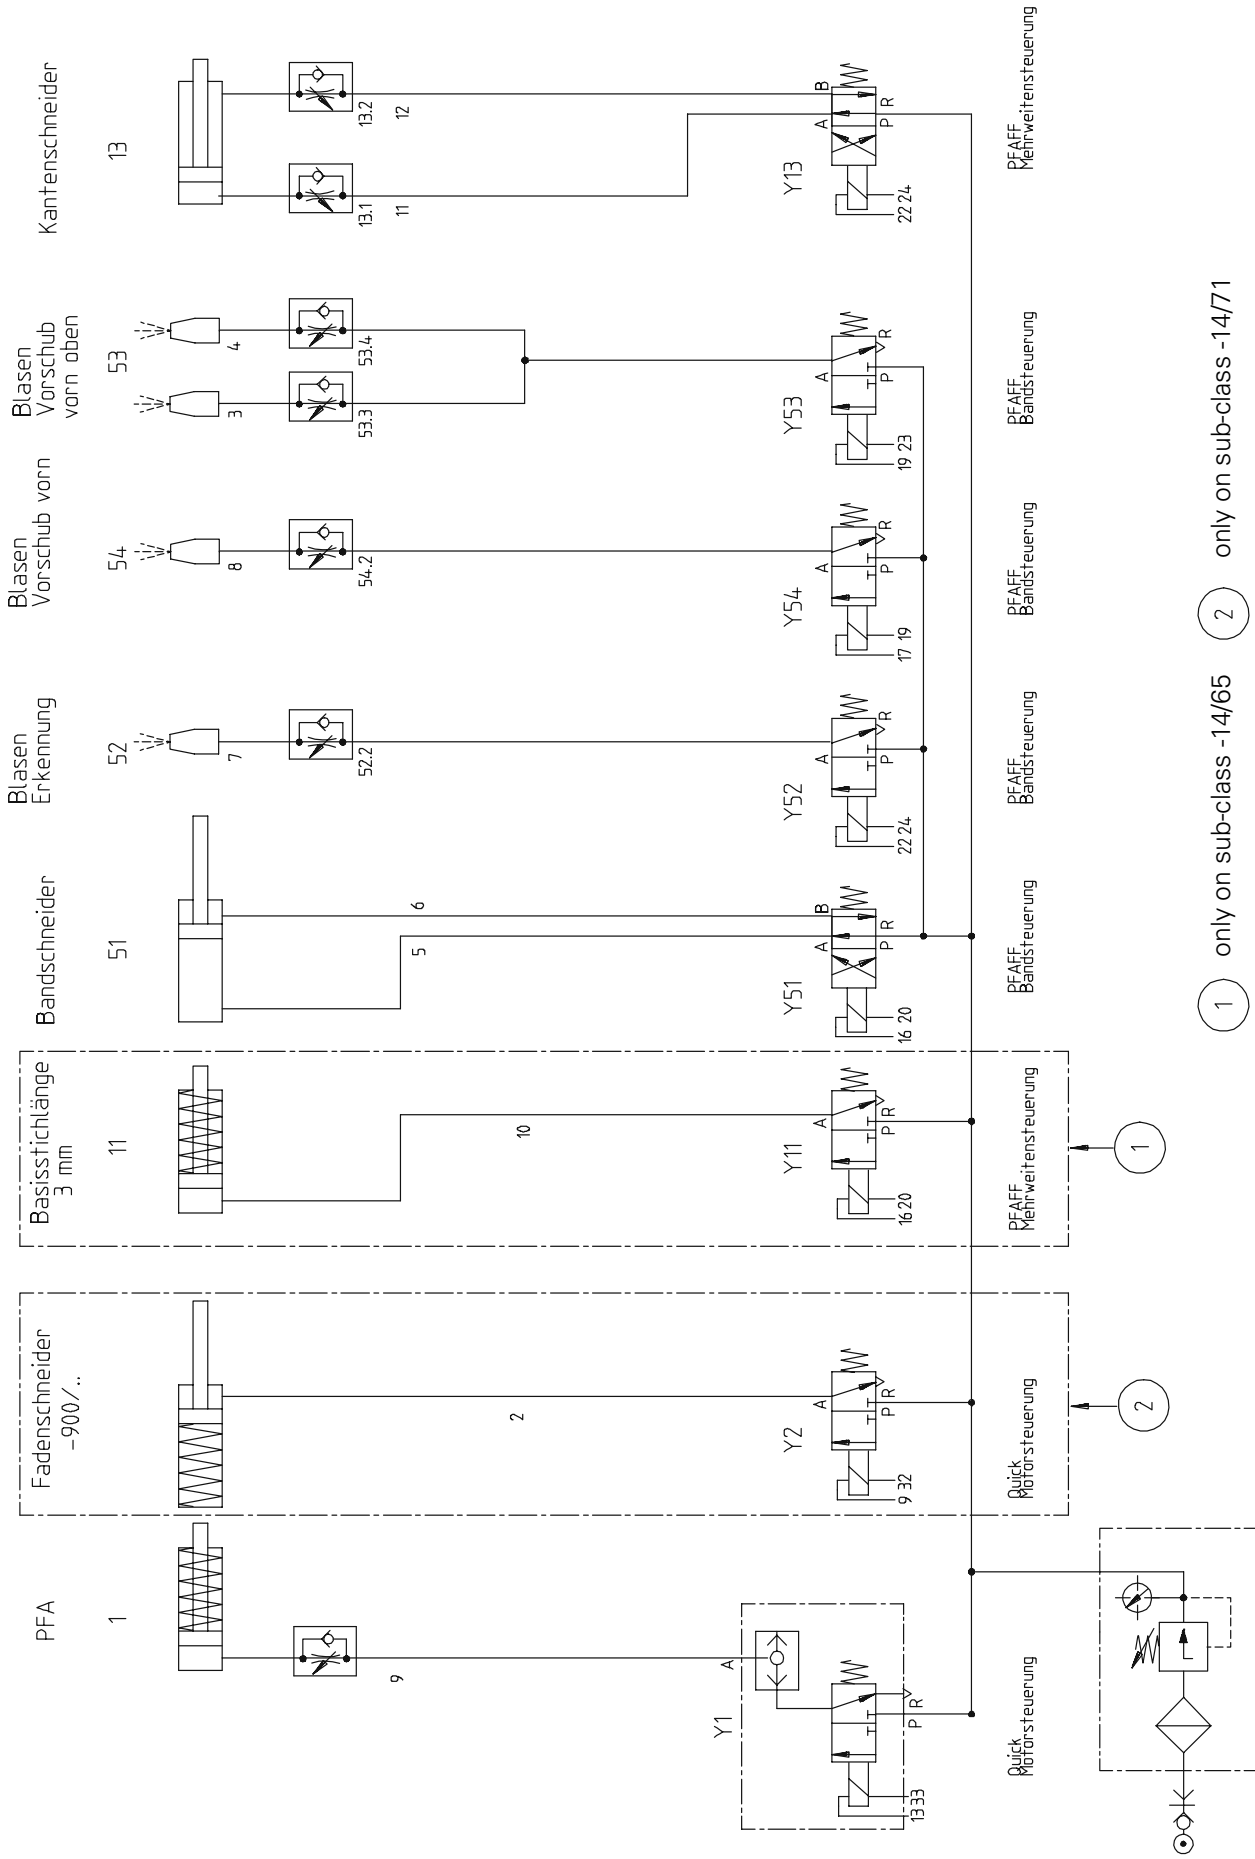 PFA
1
9
A
Y1
P R
13 33
Quick
Motorsteuerung
Fadenschneider
-900/..
2
Y2
A
P R
9 32
Quick
Motorsteuerung
2
Basisstichlänge
3 mm
11
10
Y11
A
P R
16 20
PFAFF
Mehrweitensteuerung
1
Bandschneider
51
5
6
Y51
A B
P R
16 20
PFAFF
Bandsteuerung
Blasen
Erkennung
52
7
52.2
Y52
A
P R
22 24
PFAFF
Bandsteuerung
Blasen
Vorschub vorn
54
8
54.2
Y54
A
P R
17 19
PFAFF
Bandsteuerung
Blasen
Vorschub
vorn oben
53
3
4
53.3
53.4
Y53
A
P R
19 23
PFAFF
Bandsteuerung
Kantenschneider
13
13.1
13.2
11
12
Y13
A B
P R
22 24
PFAFF
Mehrweitensteuerung
1 only on sub-class -14/65
2 only on sub-class -14/71